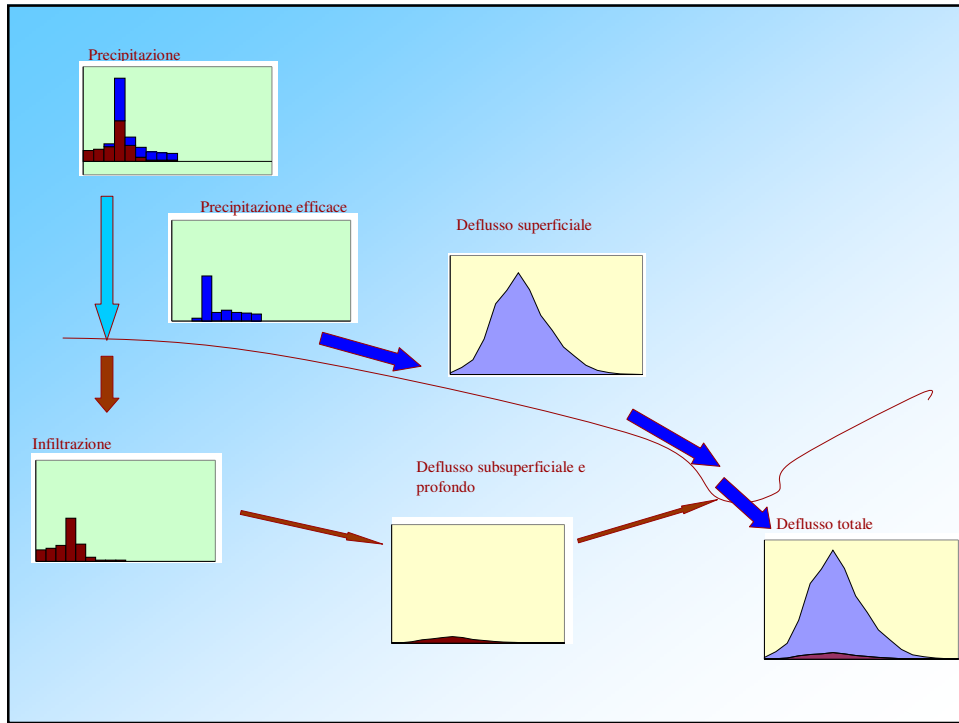 Precipitazione
Precipitazione efficace
Deflusso superficiale
Infiltrazione
Deflusso subsuperficiale e
profondo
Deflusso totale